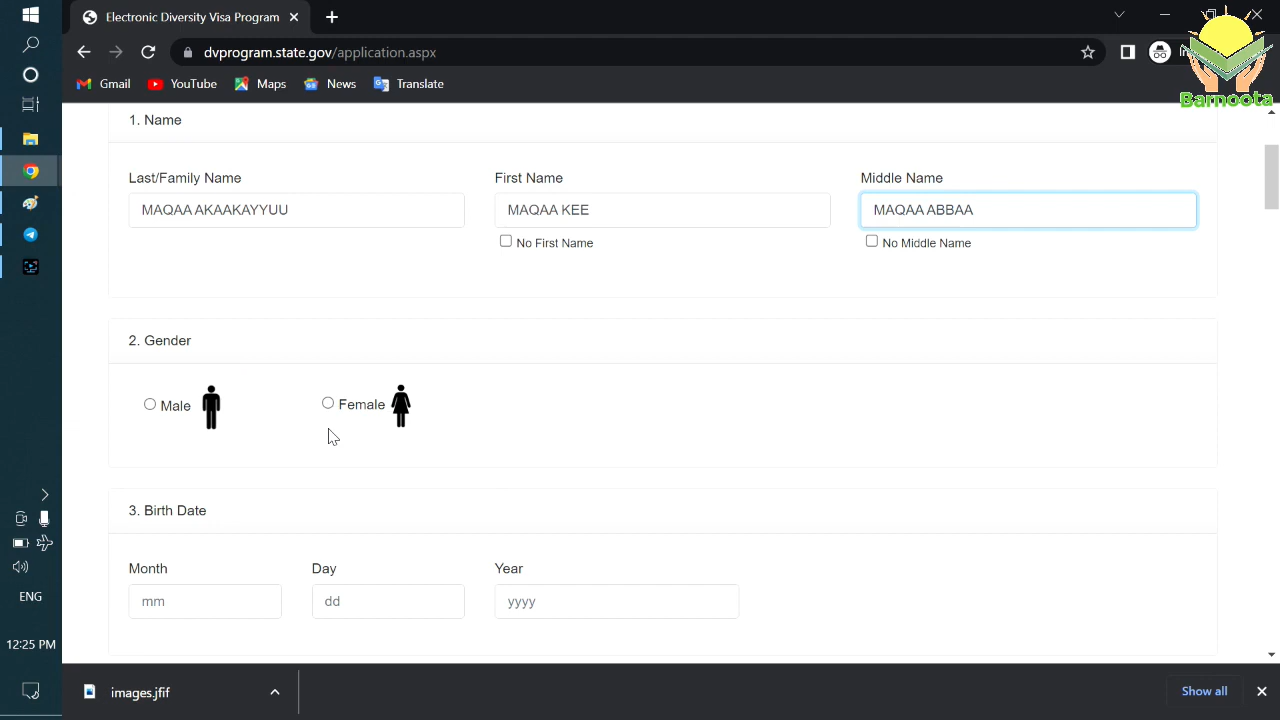 Electronic Diversity Visa Program
dvprogram.state.gov/application.aspx
Gmail YouTube Maps News Translate
Barnoota
1. Name
Last/Family Name First Name Middle Name
MAQAA AKAAKAYYUU MAQAA KEE MAQAA ABBAA
No First Name No Middle Name
2. Gender
Male Female
3. Birth Date
Month Day Year
mm dd yyyy
ENG
12:25 PM
images.jfif Show all